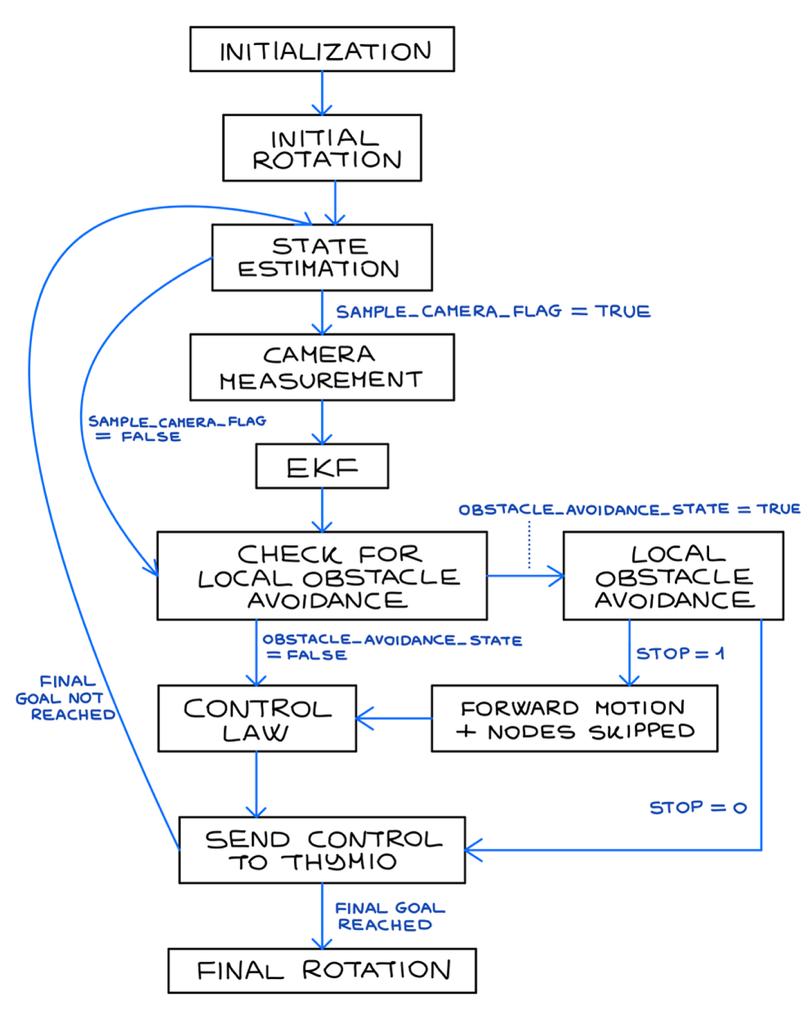 INITIALIZATION
INITIAL
ROTATION
STATE
ESTIMATION
SAMPLE_CAMERA_FLAG = TRUE
CAMERA
MEASUREMENT
SAMPLE_CAMERA_FLAG
= FALSE
EKF
OBSTACLE_AVOIDANCE_STATE = TRUE
CHECK FOR
LOCAL OBSTACLE
AVOIDANCE
LOCAL
OBSTACLE
AVOIDANCE
OBSTACLE_AVOIDANCE_STATE
= FALSE
STOP = 1
FINAL
GOAL NOT
REACHED
CONTROL
LAW
FORWARD MOTION
+ NODES SKIPPED
STOP = 0
SEND CONTROL
TO THYMIO
FINAL GOAL
REACHED
FINAL ROTATION